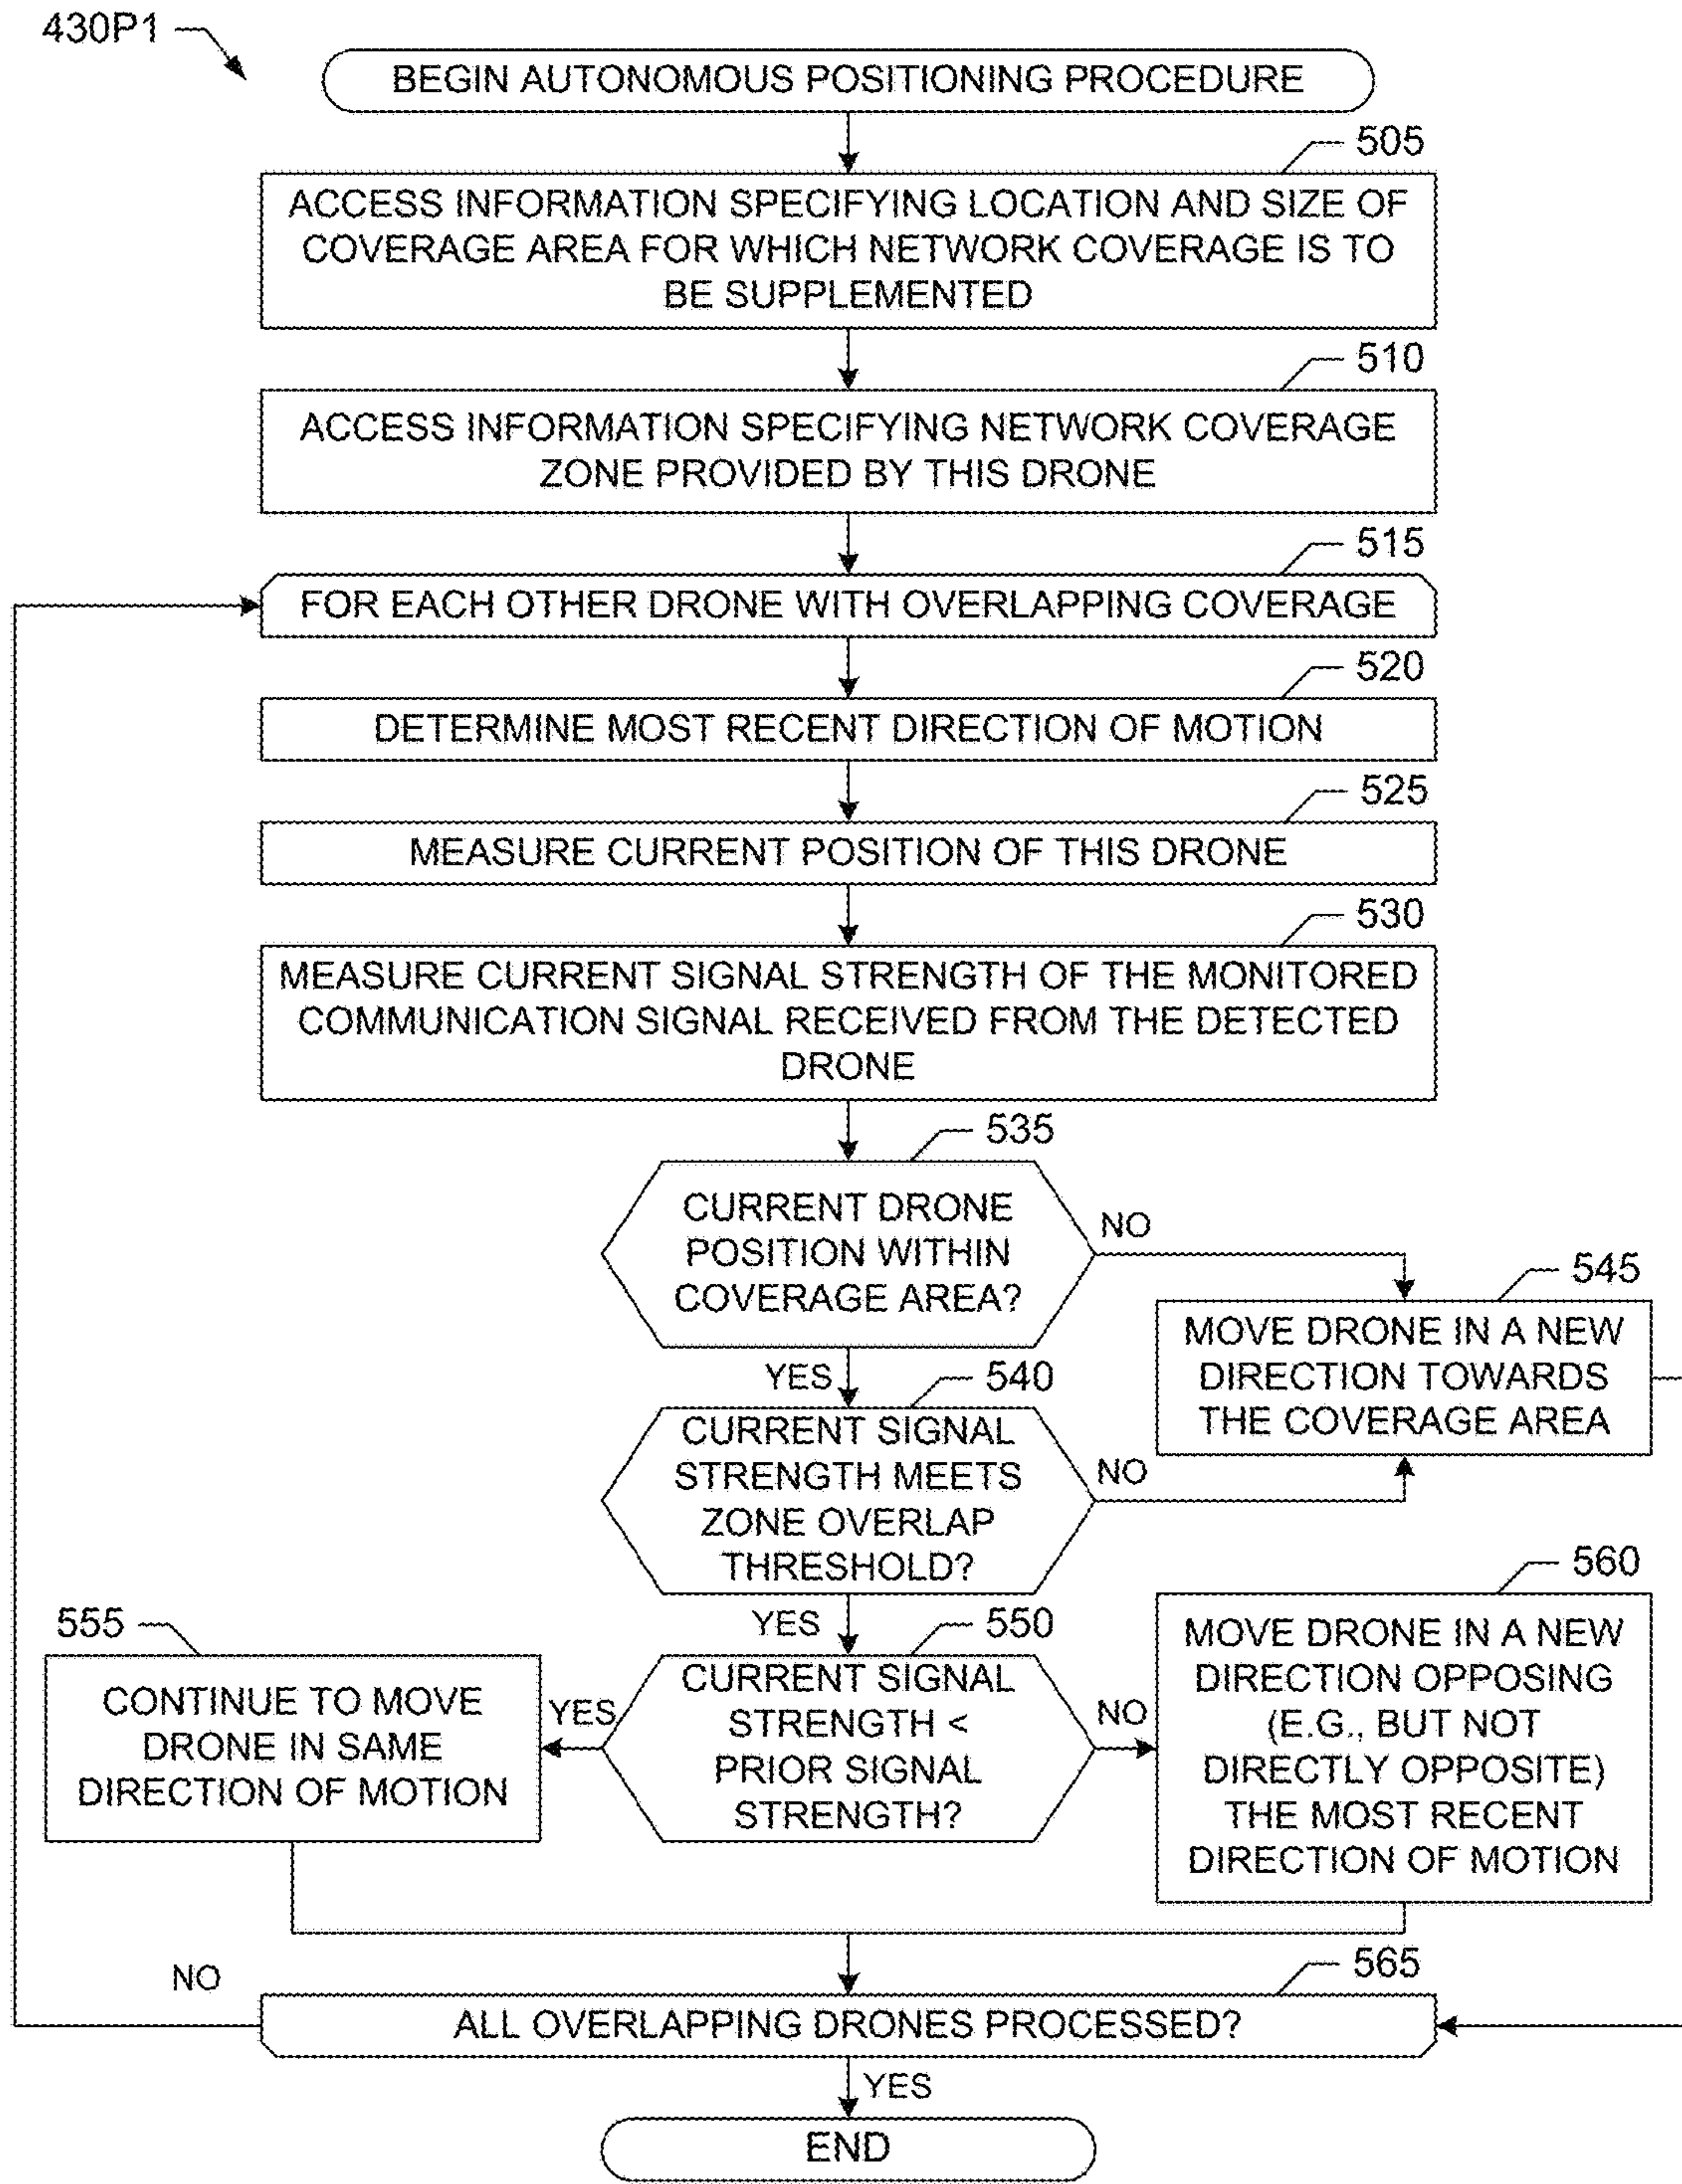 430P1
BEGIN AUTONOMOUS POSITIONING PROCEDURE
505
ACCESS INFORMATION SPECIFYING LOCATION AND SIZE OF
COVERAGE AREA FOR WHICH NETWORK COVERAGE IS TO
BE SUPPLEMENTED
510
ACCESS INFORMATION SPECIFYING NETWORK COVERAGE
ZONE PROVIDED BY THIS DRONE
515
FOR EACH OTHER DRONE WITH OVERLAPPING COVERAGE
520
DETERMINE MOST RECENT DIRECTION OF MOTION
525
MEASURE CURRENT POSITION OF THIS DRONE
530
MEASURE CURRENT SIGNAL STRENGTH OF THE MONITORED
COMMUNICATION SIGNAL RECEIVED FROM THE DETECTED
DRONE
535
CURRENT DRONE
POSITION WITHIN
COVERAGE AREA?
NO
YES
545
MOVE DRONE IN A NEW
DIRECTION TOWARDS
THE COVERAGE AREA
540
CURRENT SIGNAL
STRENGTH MEETS
ZONE OVERLAP
THRESHOLD?
NO
YES
550
CURRENT SIGNAL
STRENGTH <
PRIOR SIGNAL
STRENGTH?
YES
NO
555
CONTINUE TO MOVE
DRONE IN SAME
DIRECTION OF MOTION
560
MOVE DRONE IN A NEW
DIRECTION OPPOSING
(E.G., BUT NOT
DIRECTLY OPPOSITE)
THE MOST RECENT
DIRECTION OF MOTION
565
ALL OVERLAPPING DRONES PROCESSED?
NO
YES
END